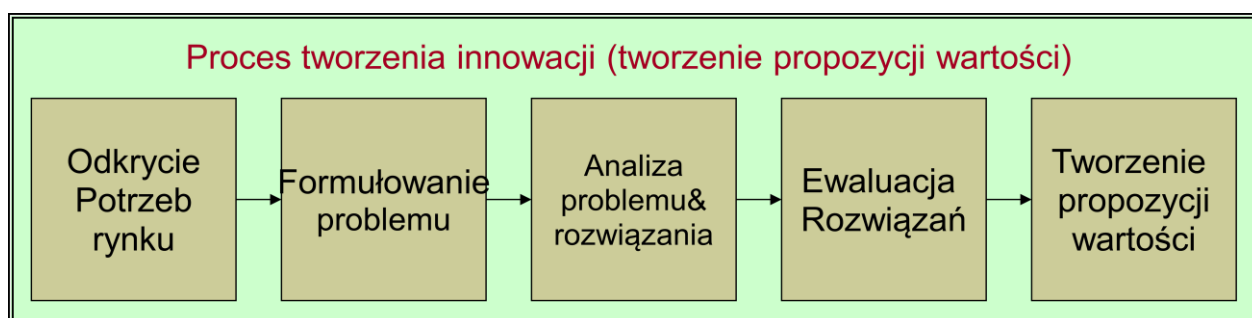 Proces tworzenia innowacji (tworzenie propozycji wartości)
Odkrycie
Potrzeb
rynku
Formułowanie
problemu
Analiza
problemu&
rozwiązania
Ewaluacja
Rozwiązań
Tworzenie
propozycji
wartości